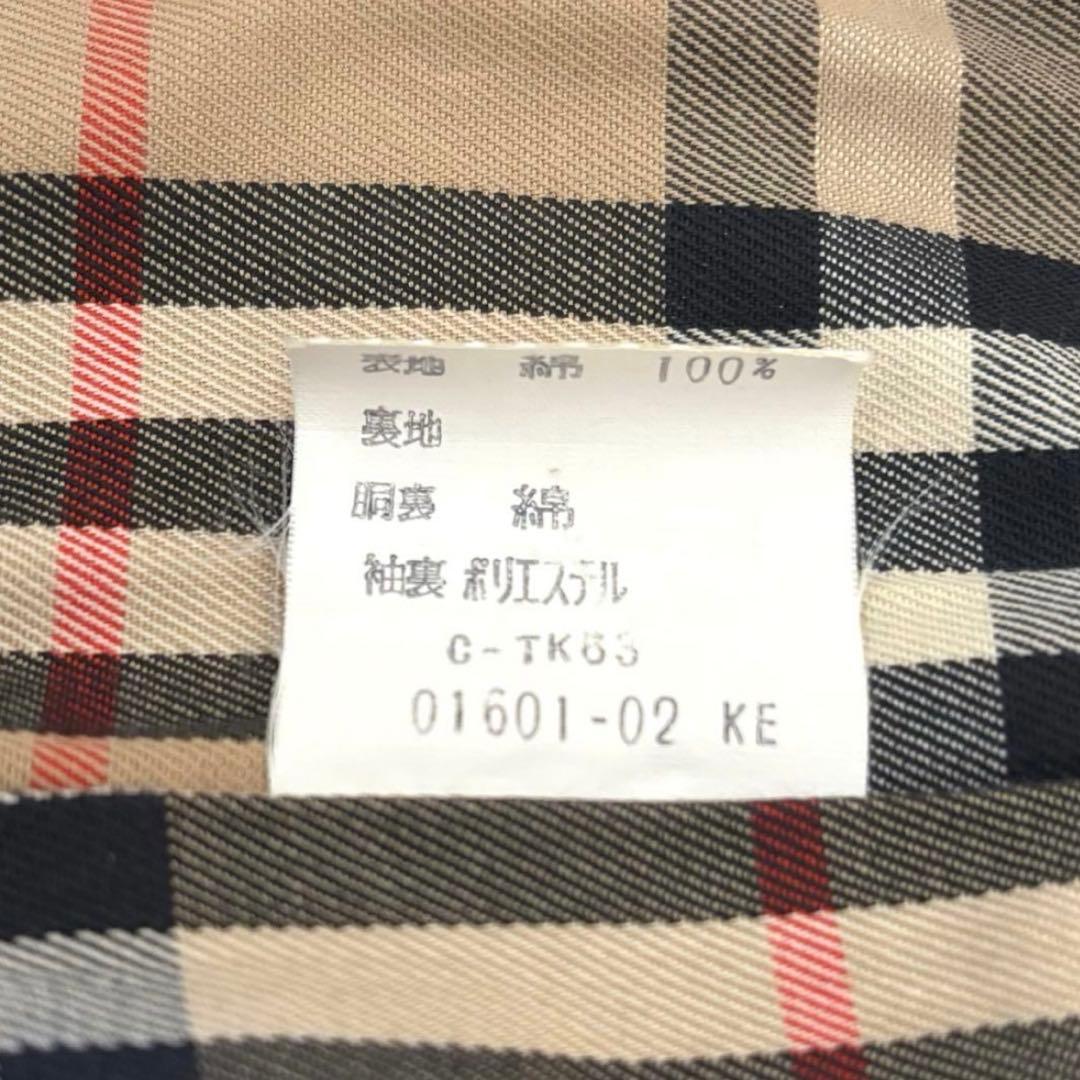 表地 綿 100%
裏地
胴裏 綿
袖裏 ポリエステル
C-TK63
01601-02 KE